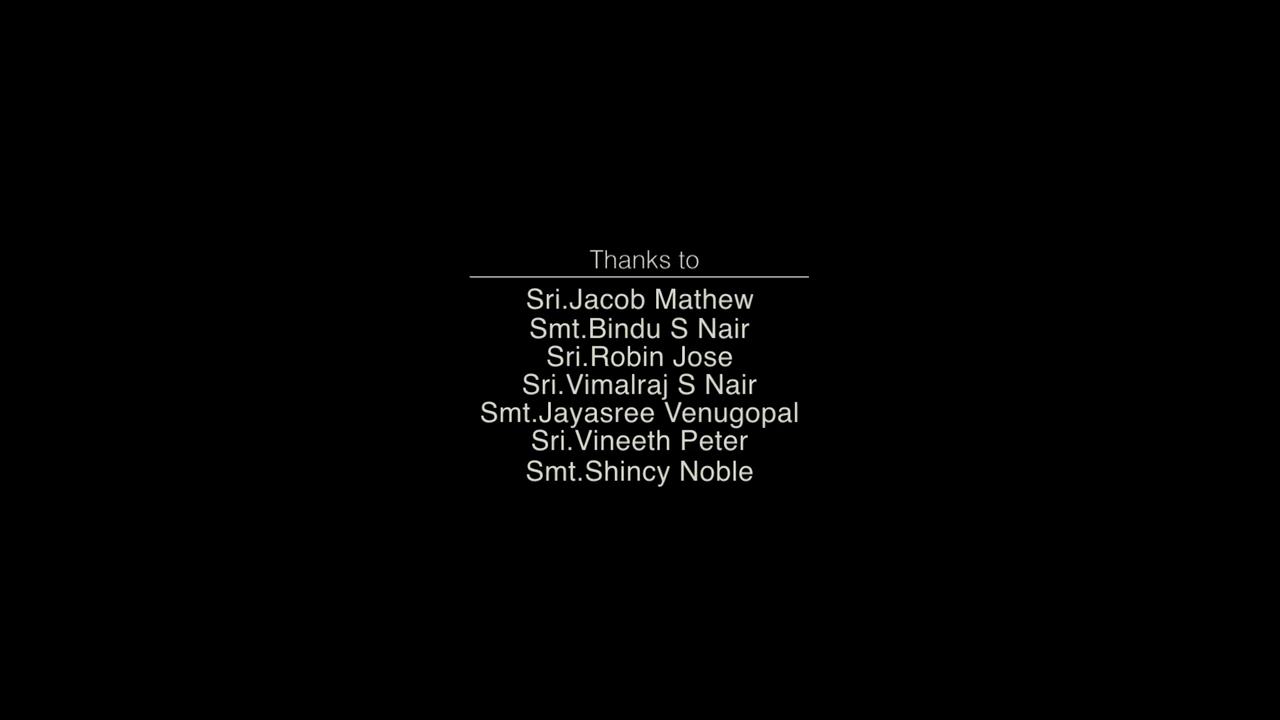 Thanks to
Sri.Jacob Mathew
Smt.Bindu S Nair
Sri.Robin Jose
Sri.Vimalraj S Nair
Smt.Jayasree Venugopal
Sri.Vineeth Peter
Smt.Shincy Noble